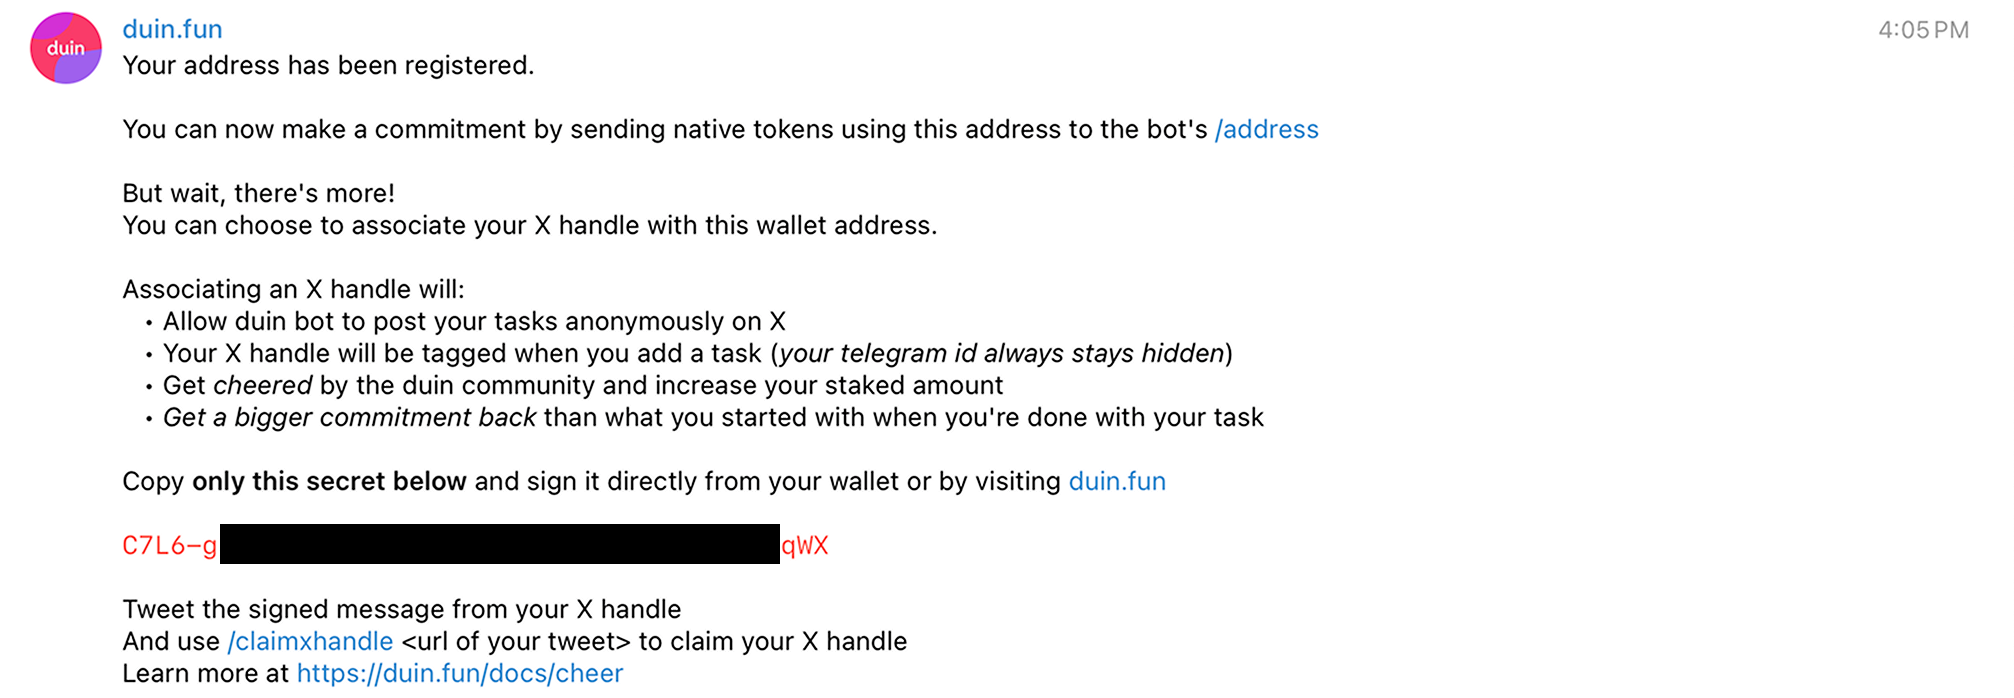 duin
duin.fun
4:05 PM
Your address has been registered.
You can now make a commitment by sending native tokens using this address to the bot's /address
But wait, there's more!
You can choose to associate your X handle with this wallet address.
Associating an X handle will:
• Allow duin bot to post your tasks anonymously on X
• Your X handle will be tagged when you add a task (your telegram id always stays hidden)
• Get cheered by the duin community and increase your staked amount
• Get a bigger commitment back than what you started with when you're done with your task
Copy only this secret below and sign it directly from your wallet or by visiting duin.fun
C7L6-g qWX
Tweet the signed message from your X handle
And use /claimxhandle <url of your tweet> to claim your X handle
Learn more at https://duin.fun/docs/cheer